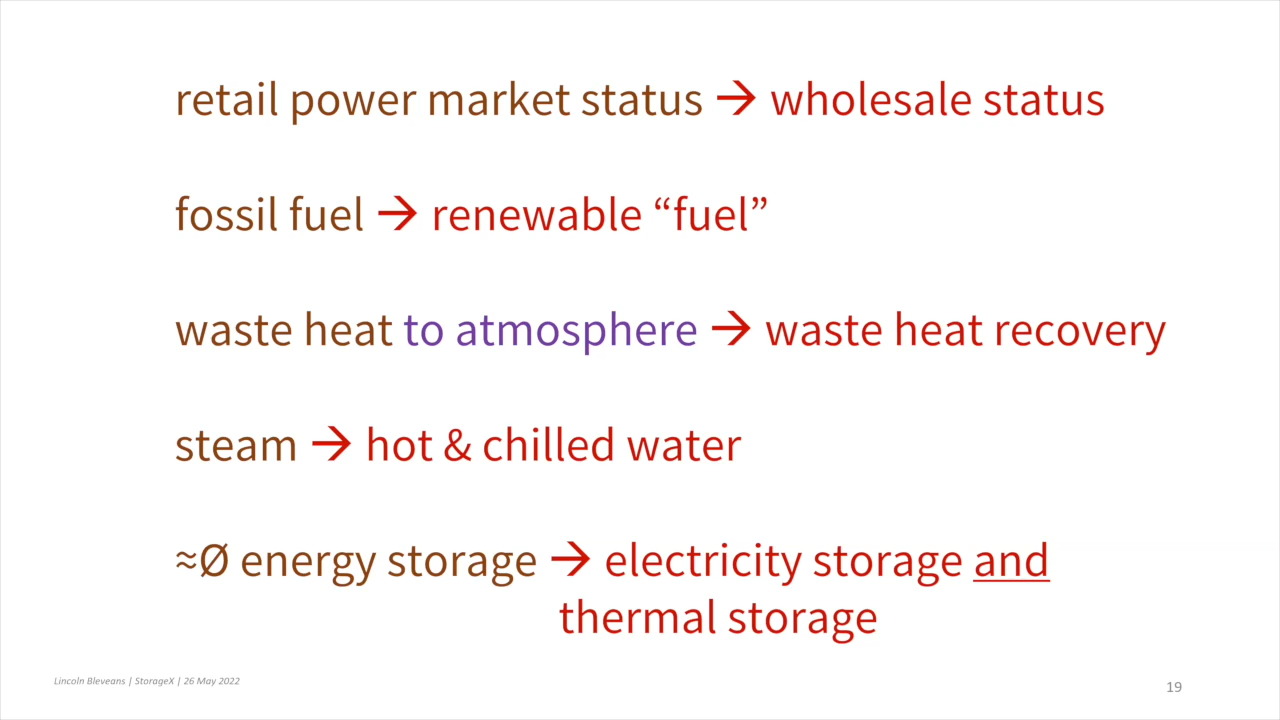 retail power market status → wholesale status
fossil fuel → renewable “fuel”
waste heat to atmosphere → waste heat recovery
steam → hot & chilled water
≈Ø energy storage → electricity storage and
thermal storage
Lincoln Bleveans | StorageX | 26 May 2022
19